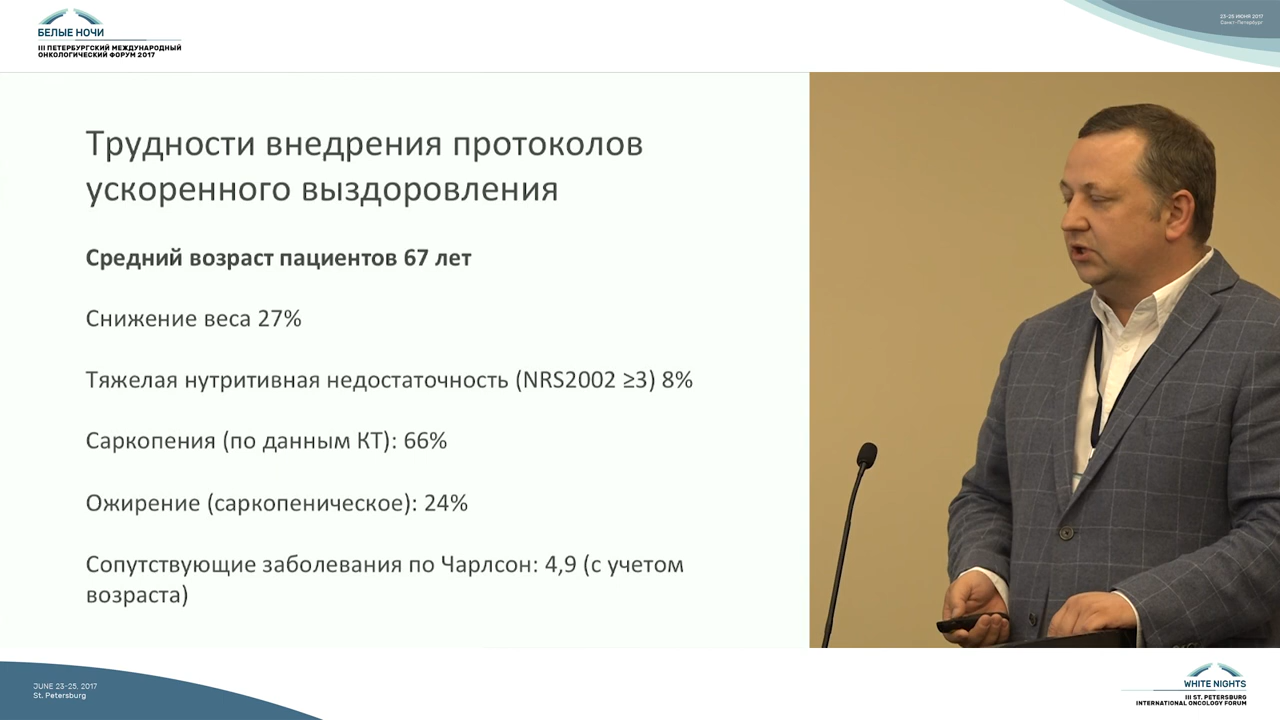 БЕЛЫЕ НОЧИ
III ПЕТЕРБУРГСКИЙ МЕЖДУНАРОДНЫЙ
ОНКОЛОГИЧЕСКИЙ ФОРУМ 2017
23-25 ИЮНЯ 2017
Санкт-Петербург
Трудности внедрения протоколов
ускоренного выздоровления
Средний возраст пациентов 67 лет
Снижение веса 27%
Тяжелая нутритивная недостаточность (NRS2002 ≥3) 8%
Саркопения (по данным КТ): 66%
Ожирение (саркопеническое): 24%
Сопутствующие заболевания по Чарлсон: 4,9 (с учетом
возраста)
JUNE 23-25, 2017
St. Petersburg
WHITE NIGHTS
III ST. PETERSBURG
INTERNATIONAL ONCOLOGY FORUM